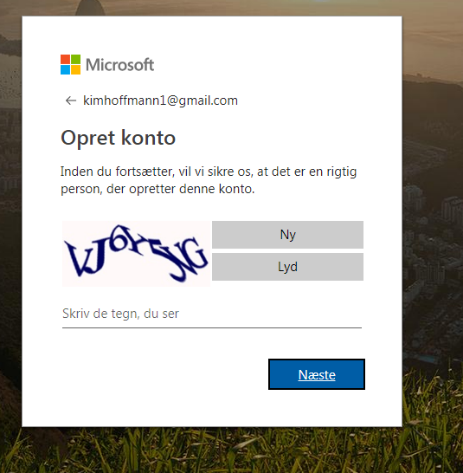 Microsoft
← kimhoffmann1@gmail.com
Opret konto
Inden du fortsætter, vil vi sikre os, at det er en rigtig
person, der opretter denne konto.
Ny
Lyd
Skriv de tegn, du ser
Næste